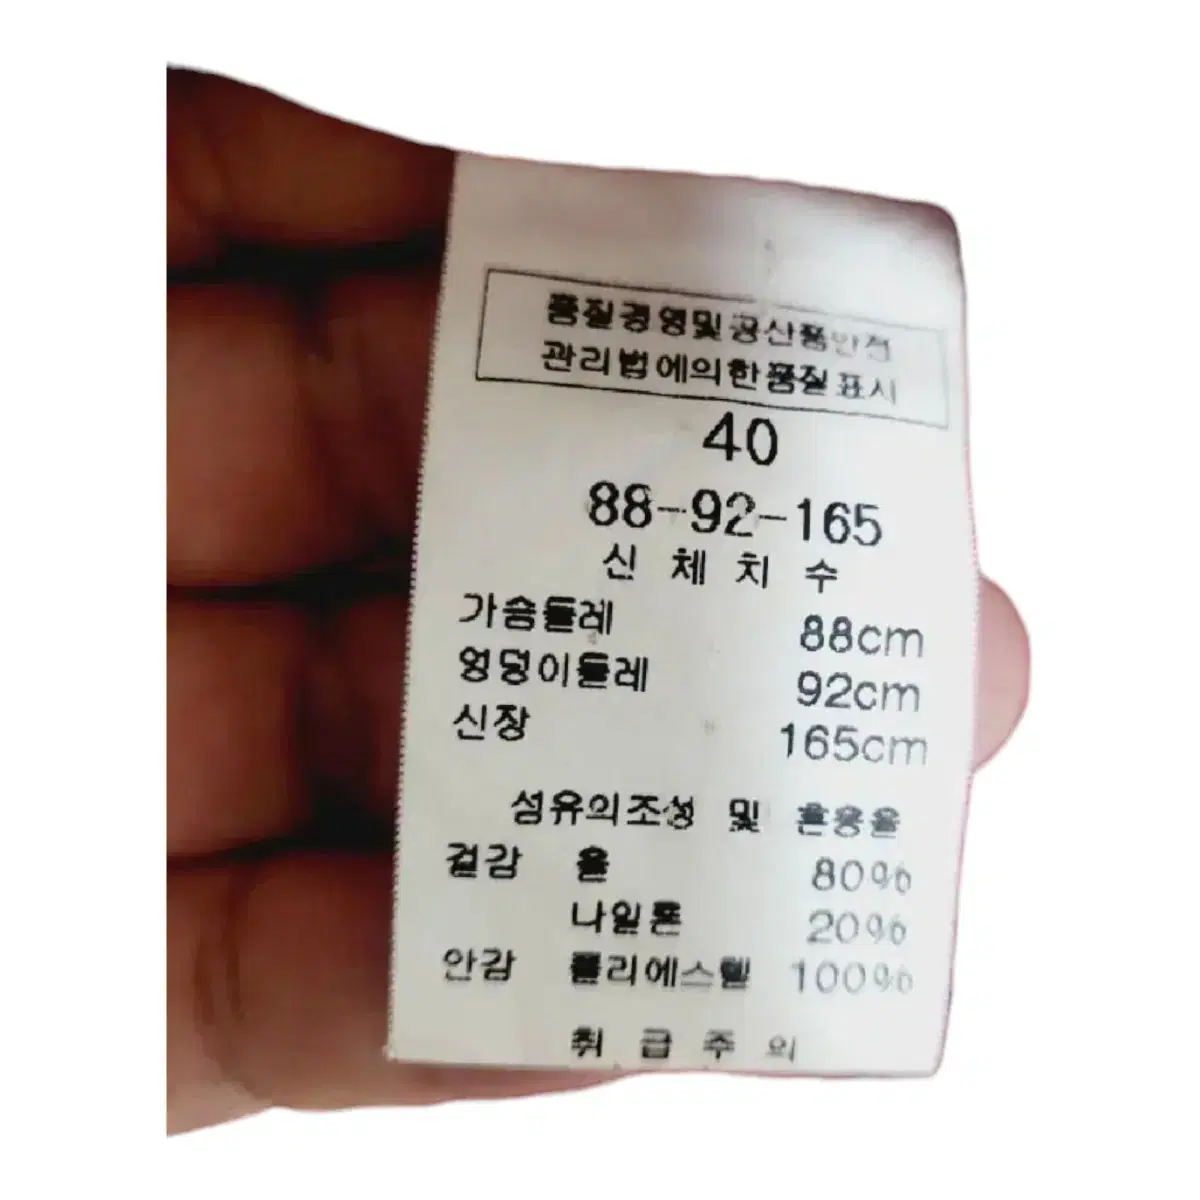 품질경영및공산품안전
관리법에의한품질표시
40
88-92-165
신 체 치 수
가슴둘레 88cm
엉덩이둘레 92cm
신장 165cm
섬유의조성 및 혼용율
겉감 울 80%
나일론 20%
안감 폴리에스텔 100%
취 급 주 의